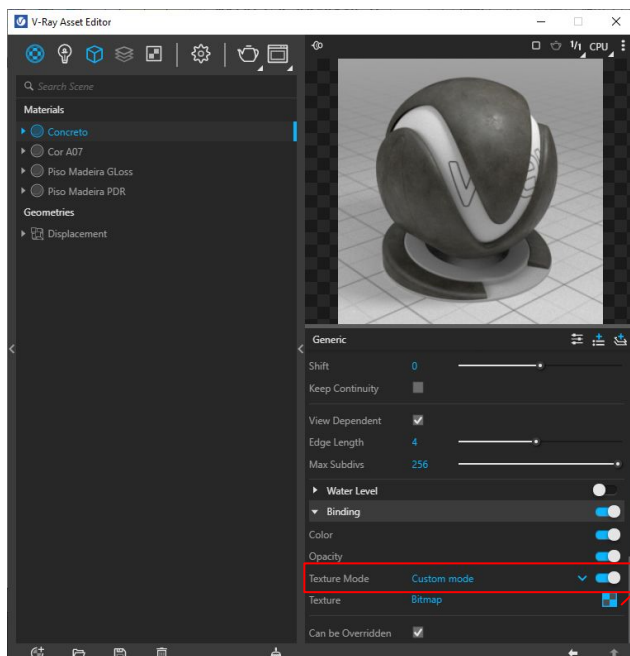 V-Ray Asset Editor
1/1 CPU
Search Scene
Materials
Concreto
Cor A07
Piso Madeira GLoss
Piso Madeira PDR
Geometries
Displacement
Generic
Shift 0
Keep Continuity
View Dependent
Edge Length 4
Max Subdivs 256
Water Level
Binding
Color
Opacity
Texture Mode Custom mode
Texture Bitmap
Can be Overridden